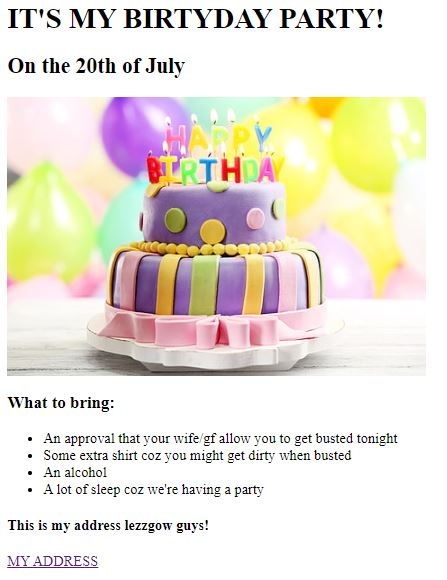 IT'S MY BIRTYDAY PARTY!
On the 20th of July
HAPPY
BIRTHDAY
What to bring:
An approval that your wife/gf allow you to get busted tonight
Some extra shirt coz you might get dirty when busted
An alcohol
A lot of sleep coz we're having a party
This is my address lezzgow guys!
MY ADDRESS